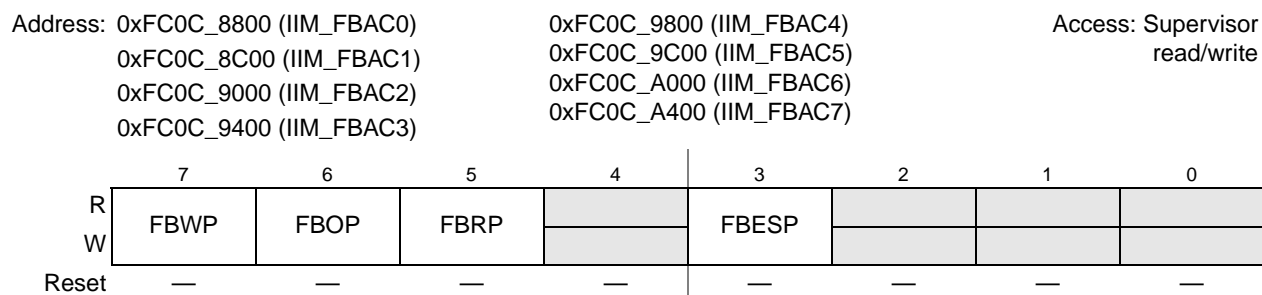 Address: 0xFC0C_8800 (IIM_FBAC0) 0xFC0C_9800 (IIM_FBAC4) Access: Supervisor
0xFC0C_8C00 (IIM_FBAC1) 0xFC0C_9C00 (IIM_FBAC5) read/write
0xFC0C_9000 (IIM_FBAC2) 0xFC0C_A000 (IIM_FBAC6)
0xFC0C_9400 (IIM_FBAC3) 0xFC0C_A400 (IIM_FBAC7)
7 6 5 4 3 2 1 0
R
FBWP FBOP FBRP FBESP
W
Reset — — — — — — — —